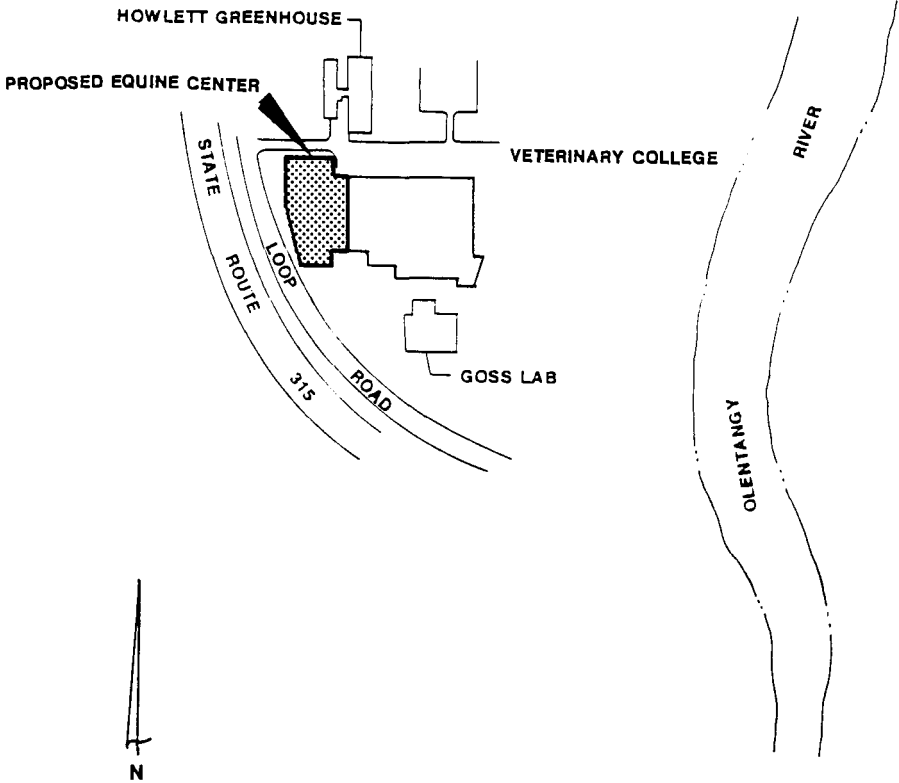 HOWLETT GREENHOUSE
PROPOSED EQUINE CENTER
VETERINARY COLLEGE
RIVER
STATE
ROUTE
315
LOOP
ROAD
GOSS LAB
OLENTANGY
N